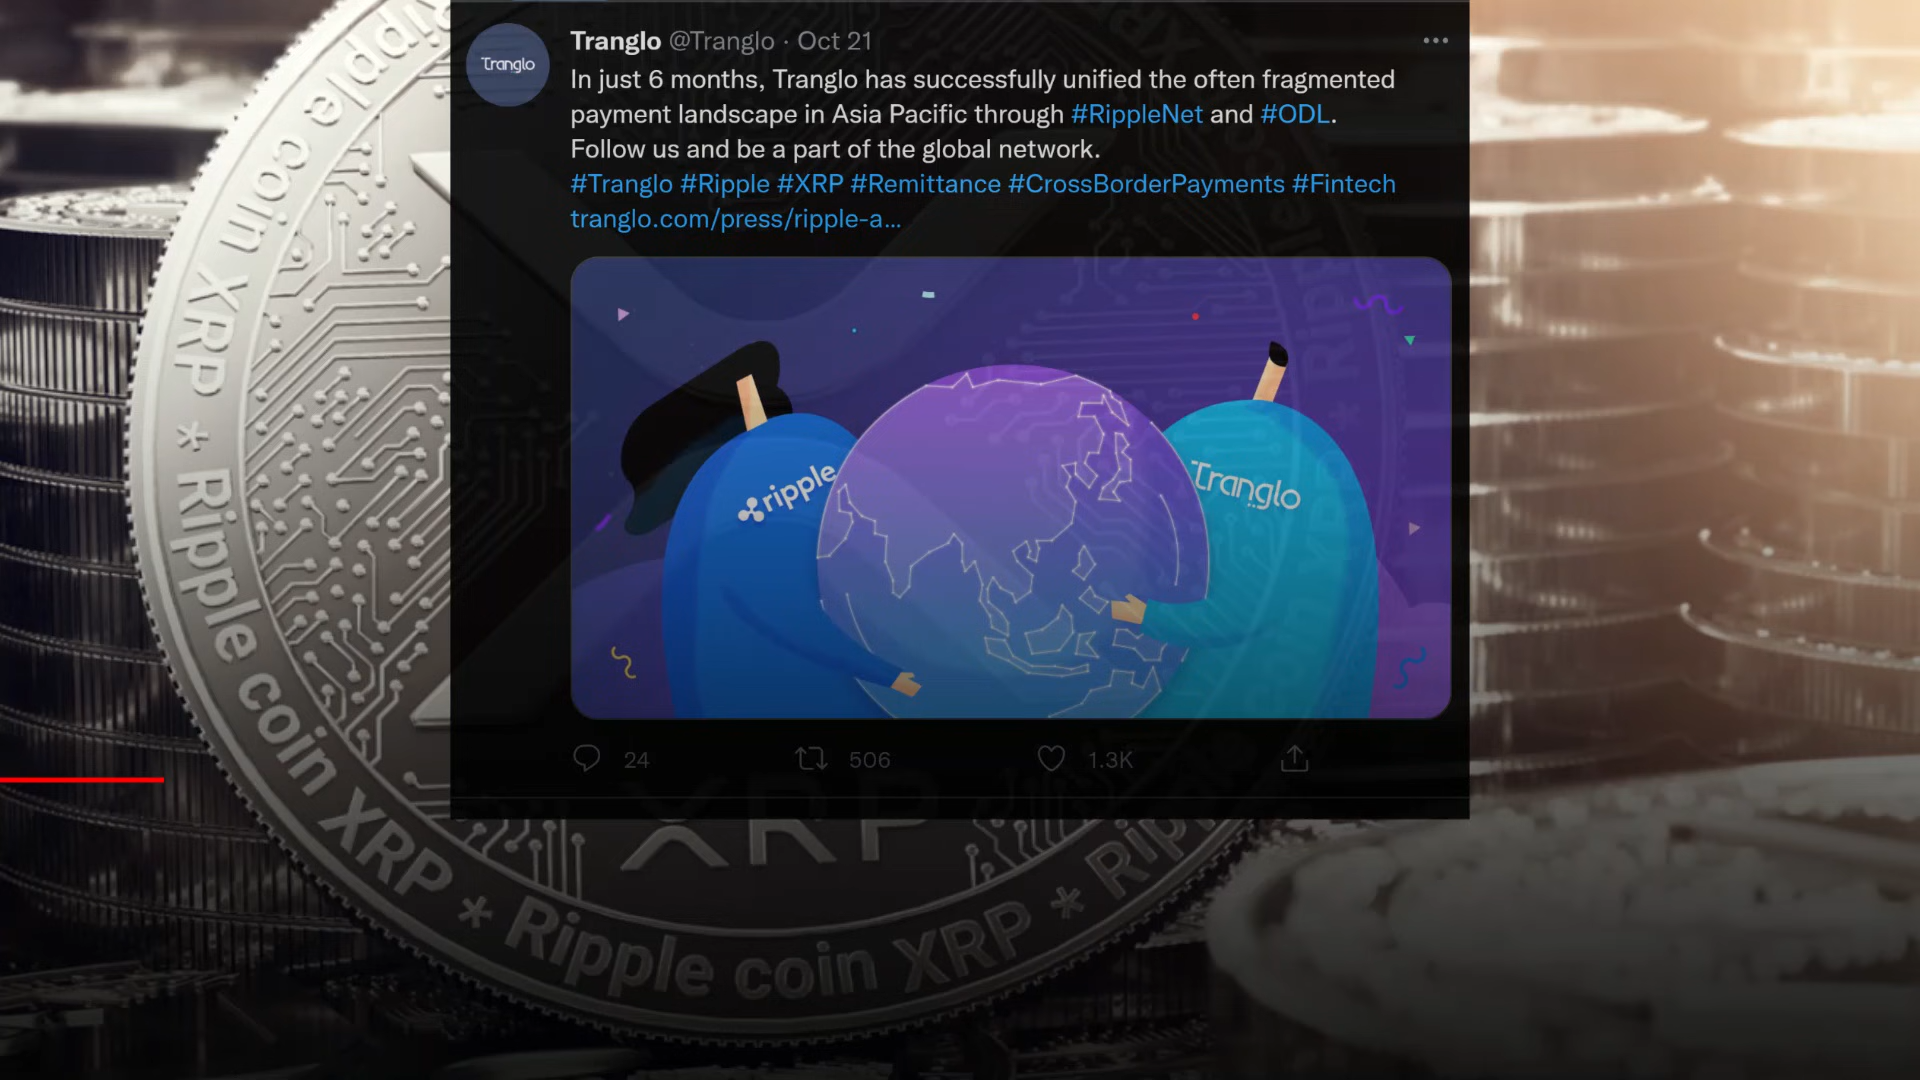 Tranglo @Tranglo · Oct 21
Tranglo
In just 6 months, Tranglo has successfully unified the often fragmented
payment landscape in Asia Pacific through #RippleNet and #ODL.
Follow us and be a part of the global network.
#Tranglo #Ripple #XRP #Remittance #CrossBorderPayments #Fintech
tranglo.com/press/ripple-a...
ripple
Tranglo
24 506 1.3K
XRP
Ripple coin XRP * Ripple coin XRP * Ripple coin XRP * Ripple